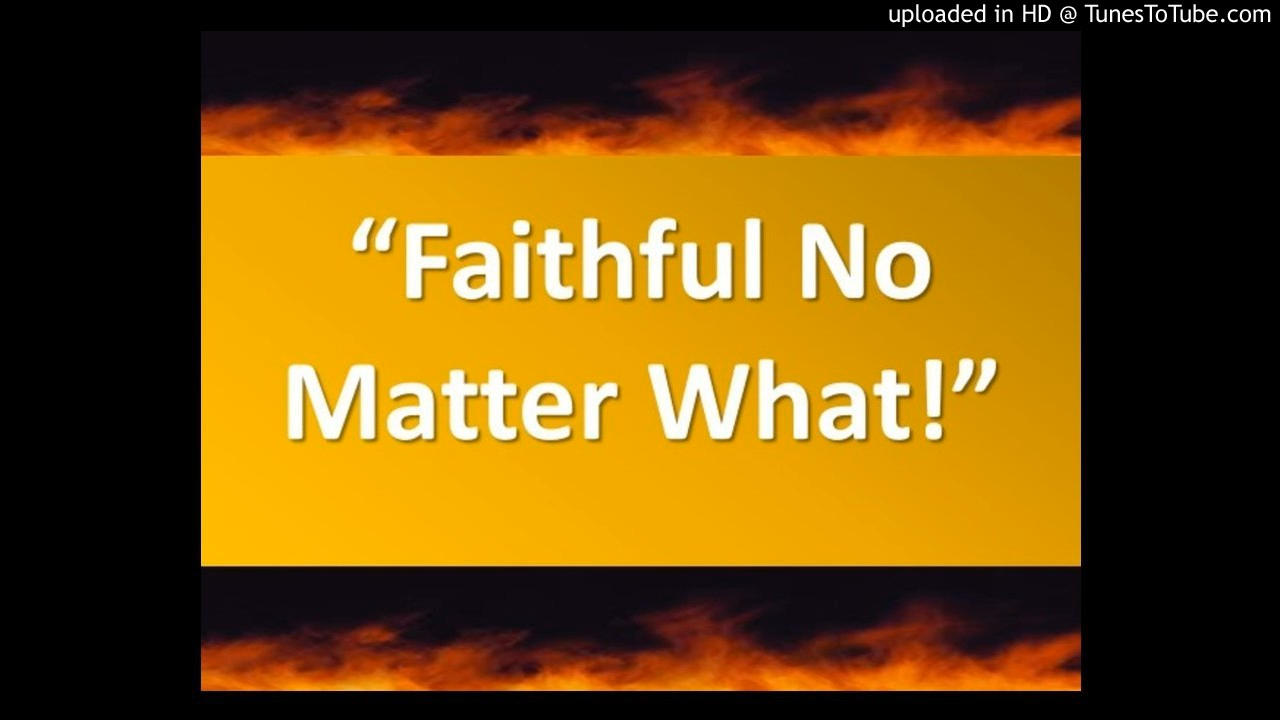 uploaded in HD @ TunesToTube.com
“Faithful No
Matter What!”